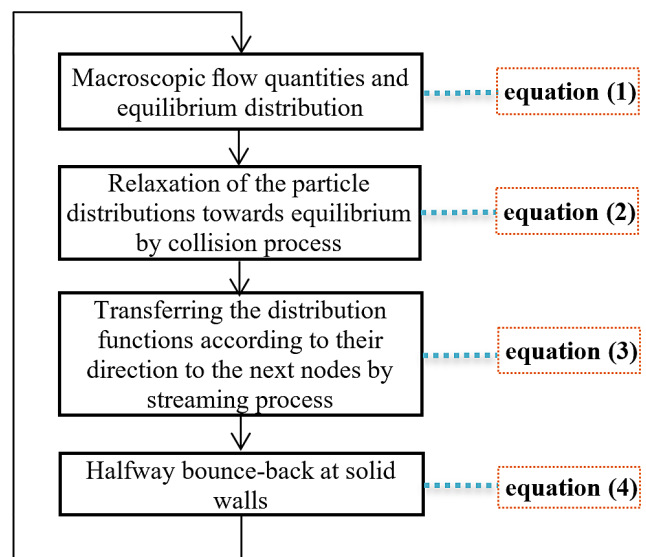 Macroscopic flow quantities and
equilibrium distribution
equation (1)
Relaxation of the particle
distributions towards equilibrium
by collision process
equation (2)
Transferring the distribution
functions according to their
direction to the next nodes by
streaming process
equation (3)
Halfway bounce-back at solid
walls
equation (4)